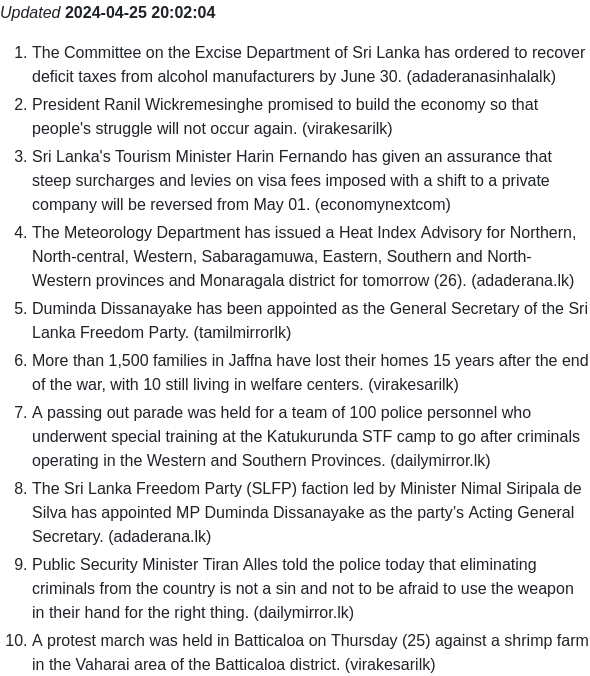 Updated 2024-04-25 20:02:04
1. The Committee on the Excise Department of Sri Lanka has ordered to recover
deficit taxes from alcohol manufacturers by June 30. (adaderanasinhalalk)
2. President Ranil Wickremesinghe promised to build the economy so that
people's struggle will not occur again. (virakesarilk)
3. Sri Lanka's Tourism Minister Harin Fernando has given an assurance that
steep surcharges and levies on visa fees imposed with a shift to a private
company will be reversed from May 01. (economynextcom)
4. The Meteorology Department has issued a Heat Index Advisory for Northern,
North-central, Western, Sabaragamuwa, Eastern, Southern and North-
Western provinces and Monaragala district for tomorrow (26). (adaderana.lk)
5. Duminda Dissanayake has been appointed as the General Secretary of the Sri
Lanka Freedom Party. (tamilmirrorlk)
6. More than 1,500 families in Jaffna have lost their homes 15 years after the end
of the war, with 10 still living in welfare centers. (virakesarilk)
7. A passing out parade was held for a team of 100 police personnel who
underwent special training at the Katukurunda STF camp to go after criminals
operating in the Western and Southern Provinces. (dailymirror.lk)
8. The Sri Lanka Freedom Party (SLFP) faction led by Minister Nimal Siripala de
Silva has appointed MP Duminda Dissanayake as the party’s Acting General
Secretary. (adaderana.lk)
9. Public Security Minister Tiran Alles told the police today that eliminating
criminals from the country is not a sin and not to be afraid to use the weapon
in their hand for the right thing. (dailymirror.lk)
10. A protest march was held in Batticaloa on Thursday (25) against a shrimp farm
in the Vaharai area of the Batticaloa district. (virakesarilk)